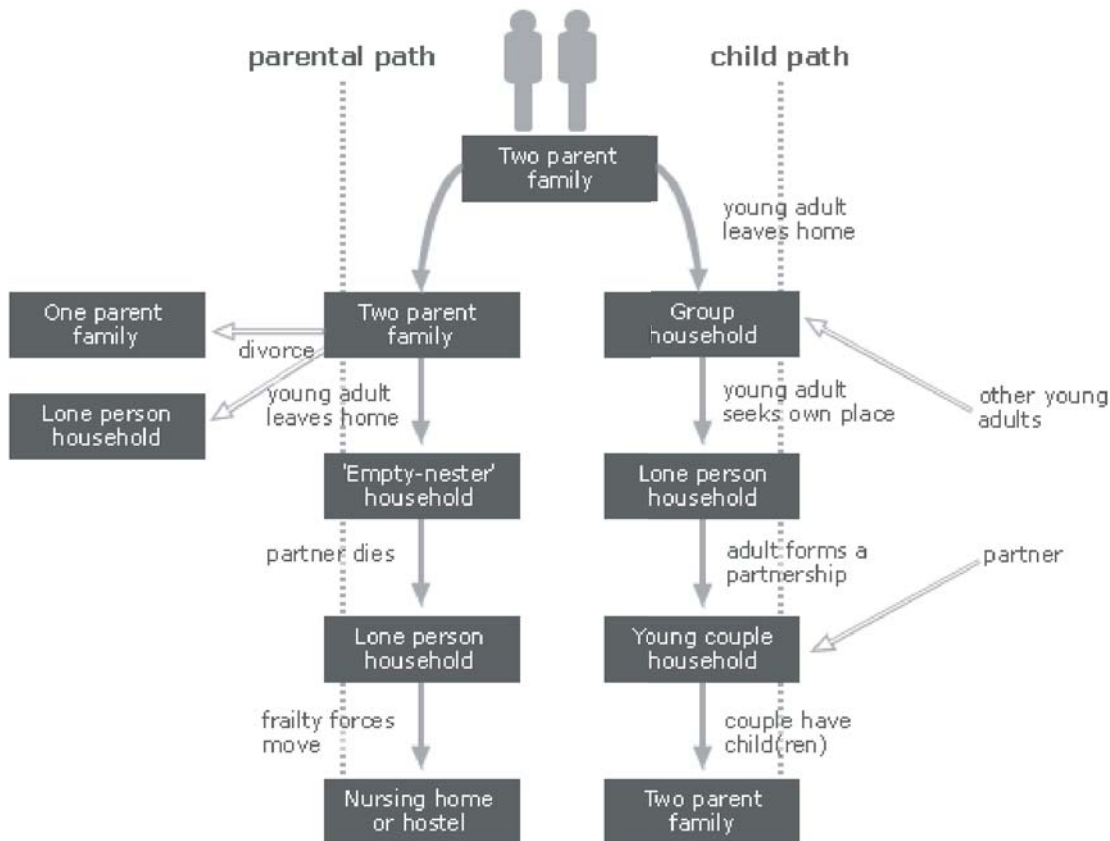 parental path
child path
Two parent
family
young adult
leaves home
One parent
family
Two parent
family
Group
household
divorce
Lone person
household
young adult
leaves home
young adult
seeks own place
other young
adults
'Empty-nester'
household
Lone person
household
partner dies
adult forms a
partnership
partner
Lone person
household
Young couple
household
frailty forces
move
couple have
child(ren)
Nursing home
or hostel
Two parent
family